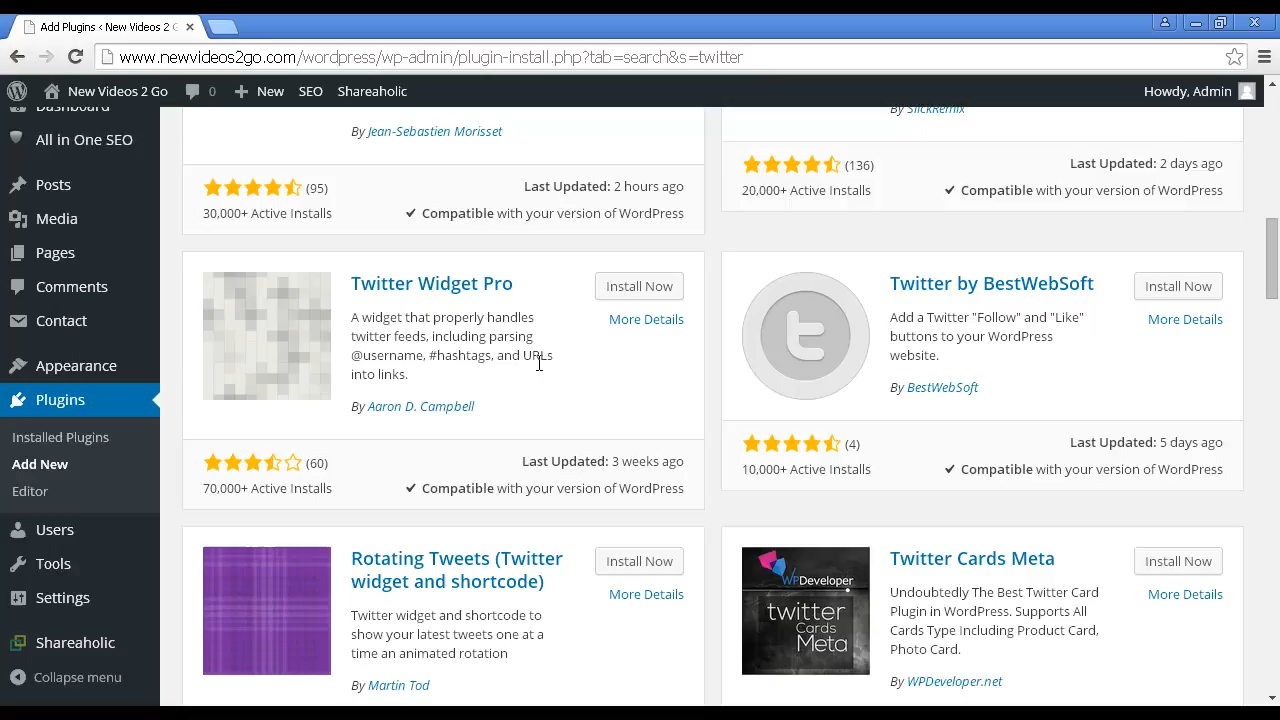 Add Plugins ‹ New Videos 2 G
www.newvideos2go.com/wordpress/wp-admin/plugin-install.php?tab=search&s=twitter
New Videos 2 Go 0 New SEO Shareaholic Howdy, Admin
Dashboard
All in One SEO
Posts
Media
Pages
Comments
Contact
Appearance
Plugins
Installed Plugins
Add New
Editor
Users
Tools
Settings
Shareaholic
Collapse menu
By Jean-Sebastien Morisset
(95)
Last Updated: 2 hours ago
30,000+ Active Installs
Compatible with your version of WordPress
By SlickRemix
(136)
Last Updated: 2 days ago
20,000+ Active Installs
Compatible with your version of WordPress
Twitter Widget Pro
Install Now
More Details
A widget that properly handles
twitter feeds, including parsing
@username, #hashtags, and URLs
into links.
By Aaron D. Campbell
(60)
Last Updated: 3 weeks ago
70,000+ Active Installs
Compatible with your version of WordPress
Twitter by BestWebSoft
Install Now
More Details
Add a Twitter "Follow" and "Like"
buttons to your WordPress
website.
By BestWebSoft
(4)
Last Updated: 5 days ago
10,000+ Active Installs
Compatible with your version of WordPress
Rotating Tweets (Twitter
widget and shortcode)
Install Now
More Details
Twitter widget and shortcode to
show your latest tweets one at a
time an animated rotation
By Martin Tod
WPDeveloper
twitter
Cards
Meta
Twitter Cards Meta
Install Now
More Details
Undoubtedly The Best Twitter Card
Plugin in WordPress. Supports All
Cards Type Including Product Card,
Photo Card.
By WPDeveloper.net